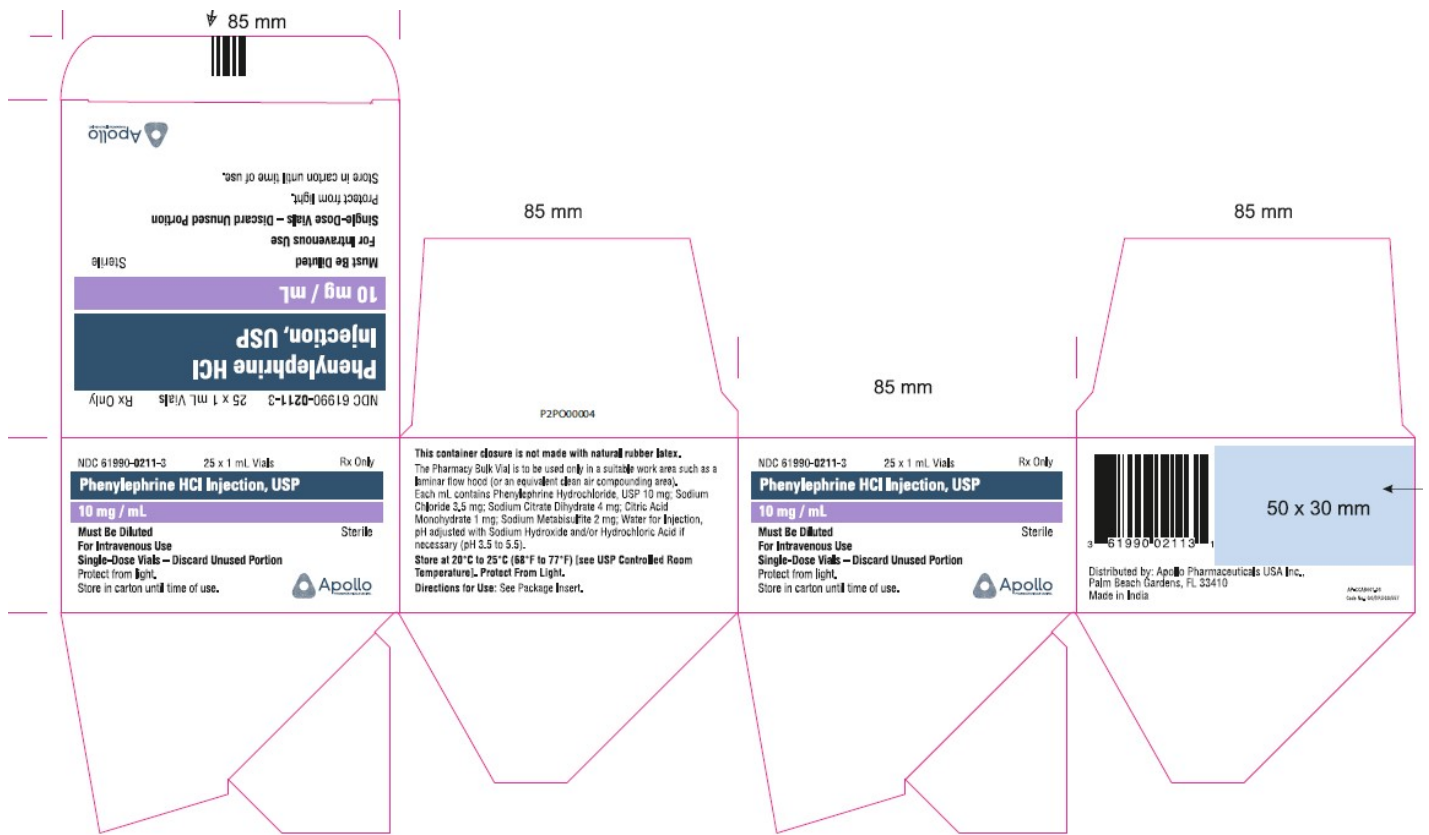 85 mm
Apollo
Store in carton until time of use.
Protect from light.
Single-Dose Vials – Discard Unused Portion
For Intravenous Use
Must Be Diluted Sterile
10 mg / mL
Phenylephrine HCl
Injection, USP
NDC 61990-0211-3 25 x 1 mL Vials Rx Only
85 mm
P2PO00004
85 mm
85 mm
NDC 61990-0211-3 25 x 1 mL Vials Rx Only
Phenylephrine HCl Injection, USP
10 mg / mL
Must Be Diluted Sterile
For Intravenous Use
Single-Dose Vials – Discard Unused Portion
Protect from light.
Store in carton until time of use.
Apollo
This container closure is not made with natural rubber latex.
The Pharmacy Bulk Vial is to be used only in a suitable work area such as a
laminar flow hood (or an equivalent clean air compounding area).
Each mL contains Phenylephrine Hydrochloride, USP 10 mg; Sodium
Chloride 3.5 mg; Sodium Citrate Dihydrate 4 mg; Citric Acid
Monohydrate 1 mg; Sodium Metabisulfite 2 mg; Water for Injection,
pH adjusted with Sodium Hydroxide and/or Hydrochloric Acid if
necessary (pH 3.5 to 5.5).
Store at 20°C to 25°C (68°F to 77°F) [see USP Controlled Room
Temperature]. Protect From Light.
Directions for Use: See Package Insert.
NDC 61990-0211-3 25 x 1 mL Vials Rx Only
Phenylephrine HCl Injection, USP
10 mg / mL
Must Be Diluted Sterile
For Intravenous Use
Single-Dose Vials – Discard Unused Portion
Protect from light.
Store in carton until time of use.
Apollo
50 x 30 mm
3 61990 02113 1
Distributed by: Apollo Pharmaceuticals USA Inc.,
Palm Beach Gardens, FL 33410
Made in India
Code No.